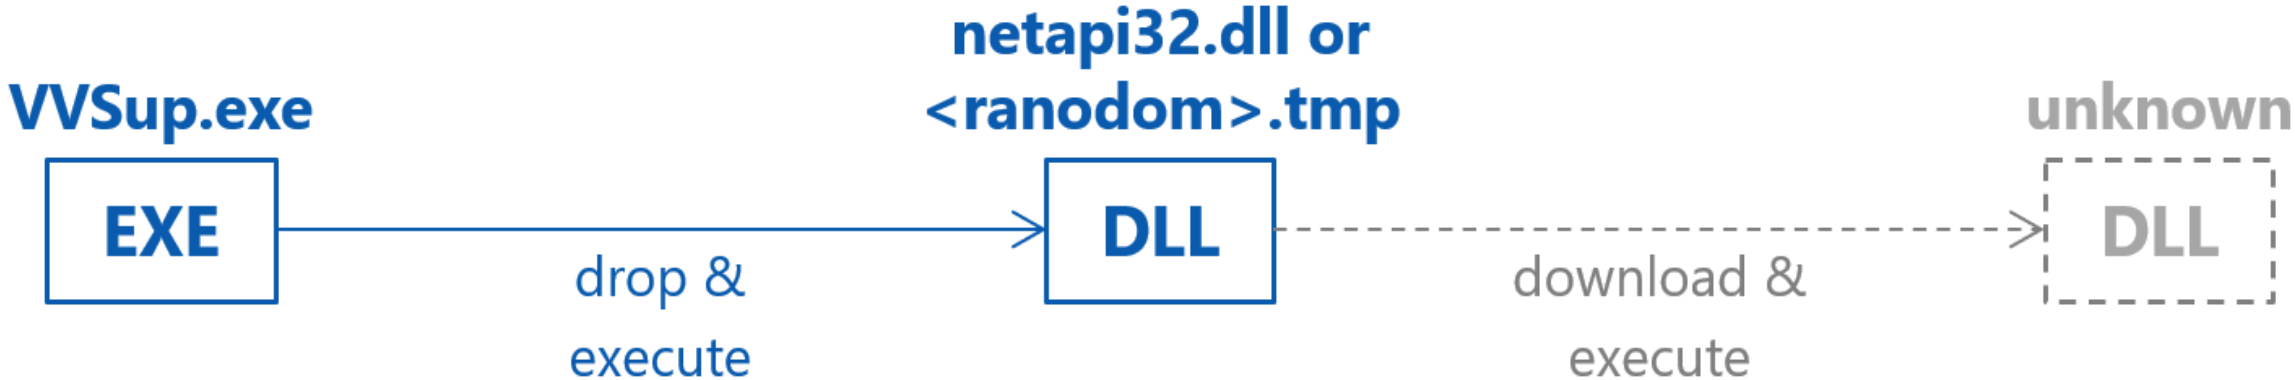 VVSup.exe
EXE
drop &
execute
netapi32.dll or
<ranodom>.tmp
DLL
download &
execute
unknown
DLL